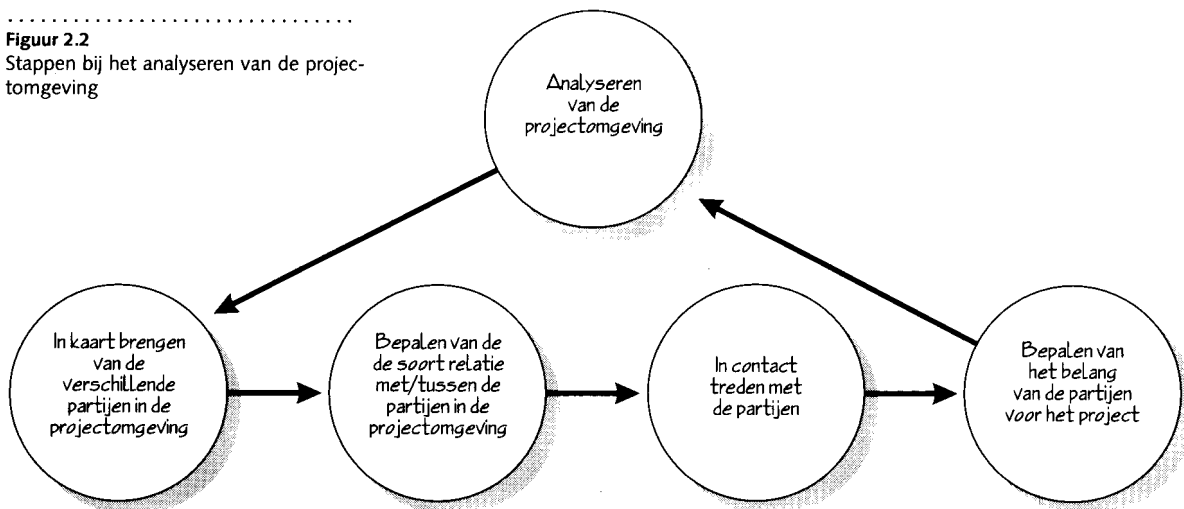 Figuur 2.2
Stappen bij het analyseren van de projec-
tomgeving
Analyseren
van de
projectomgeving
In kaart brengen
van de
verschillende
partijen in de
projectomgeving
Bepalen van de
de soort relatie
met/tussen de
partijen in de
projectomgeving
In contact
treden met
de partijen
Bepalen van
het belang
van de partijen
voor het project